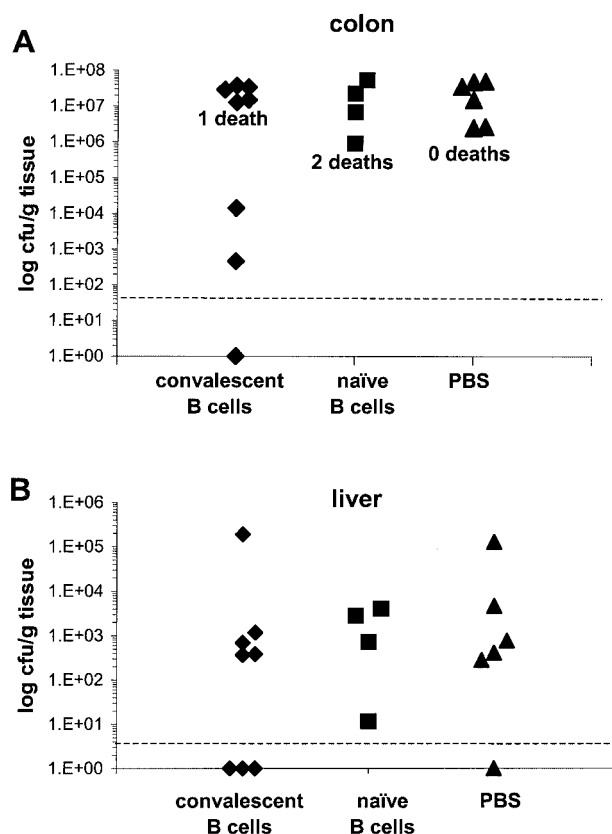 A
colon
log cfu/g tissue
1.E+08
1.E+07
1.E+06
1.E+05
1.E+04
1.E+03
1.E+02
1.E+01
1.E+00
1 death
2 deaths
0 deaths
convalescent
B cells
naïve
B cells
PBS
B
liver
log cfu/g tissue
1.E+06
1.E+05
1.E+04
1.E+03
1.E+02
1.E+01
1.E+00
convalescent
B cells
naïve
B cells
PBS